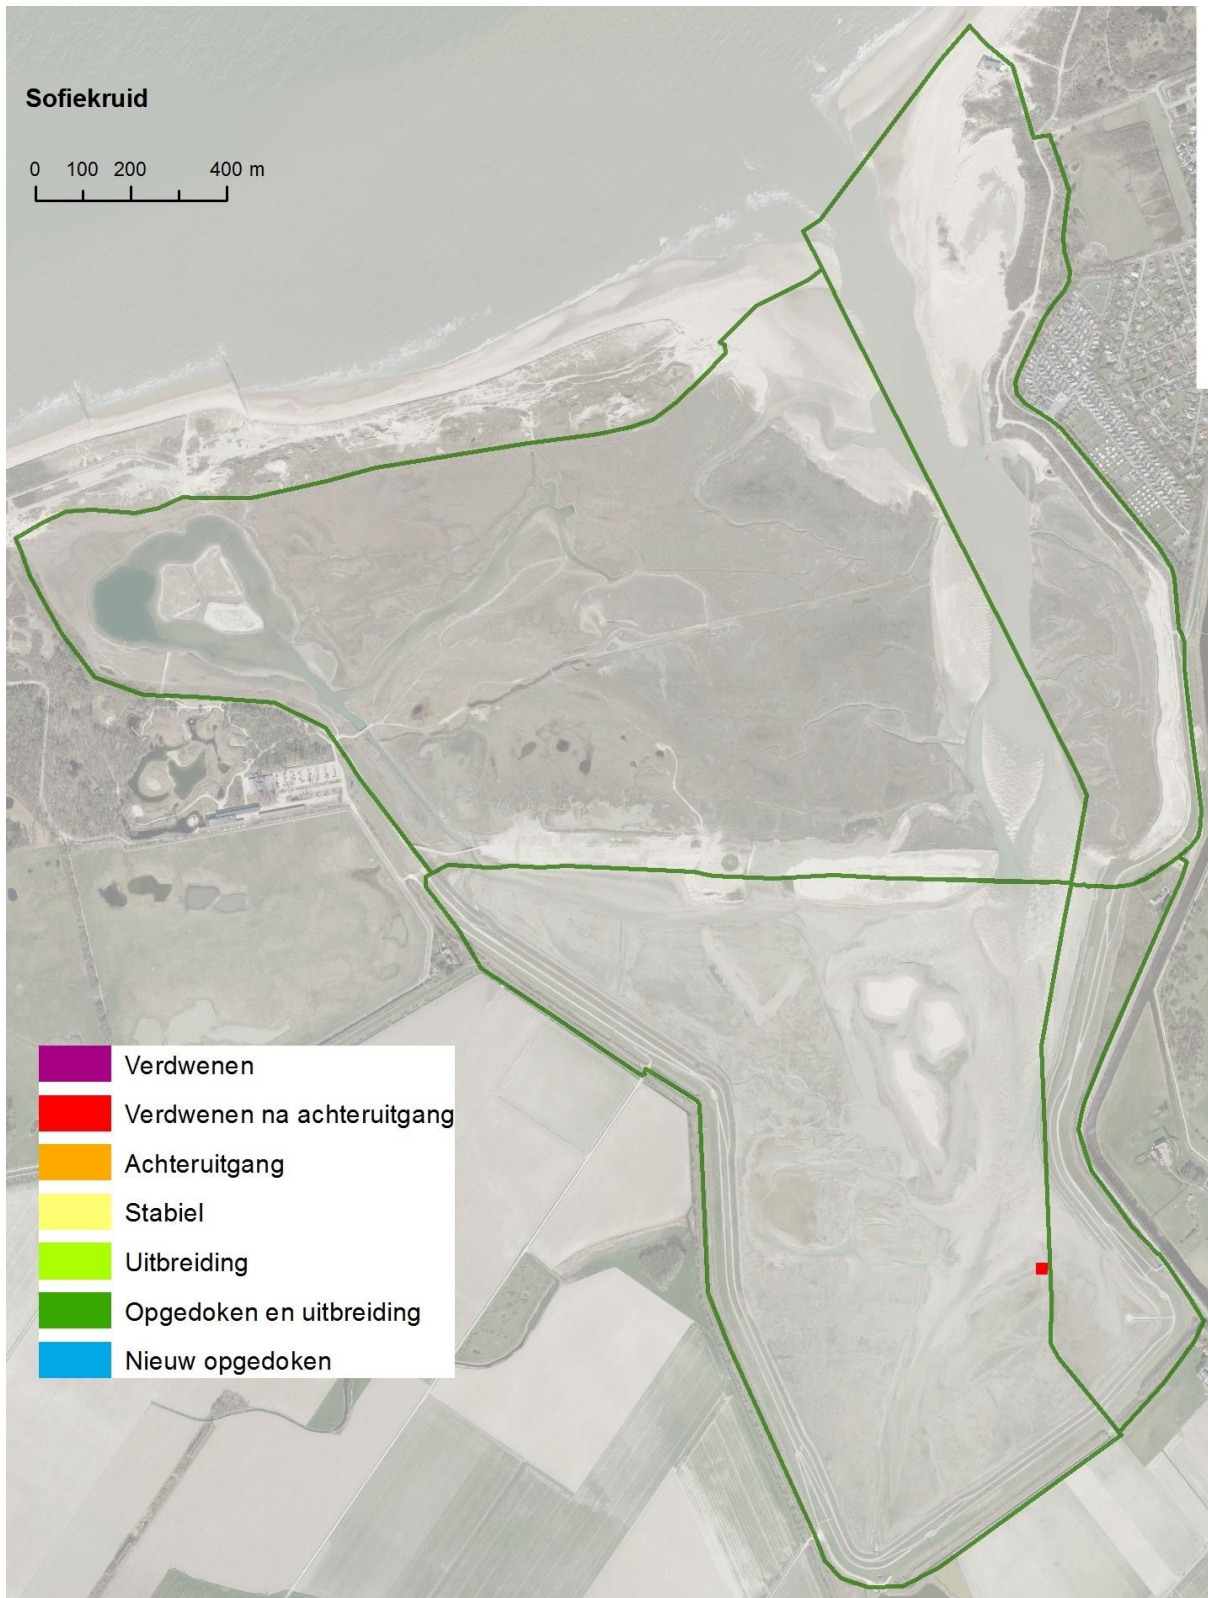 Sofiekruid
0 100 200 400 m
Verdwenen
Verdwenen na achteruitgang
Achteruitgang
Stabiel
Uitbreiding
Opgedoken en uitbreiding
Nieuw opgedoken